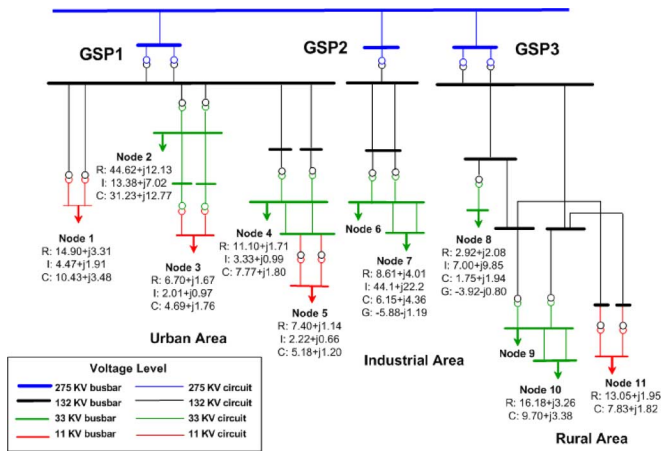 GSP1
GSP2
GSP3
Node 1
R: 14.90+j3.31
I: 4.47+j1.91
C: 10.43+j3.48
Node 2
R: 44.62+j12.13
I: 13.38+j7.02
C: 31.23+j12.77
Node 3
R: 6.70+j1.67
I: 2.01+j0.97
C: 4.69+j1.76
Urban Area
Node 4
R: 11.10+j1.71
I: 3.33+j0.99
C: 7.77+j1.80
Node 5
R: 7.40+j1.14
I: 2.22+j0.66
C: 5.18+j1.20
Node 6
Node 7
R: 8.61+j4.01
I: 44.1+j22.2
C: 6.15+j4.36
G: -5.88-j1.19
Industrial Area
Node 8
R: 2.92+j2.08
I: 7.00+j9.85
C: 1.75+j1.94
G: -3.92-j0.80
Node 9
Node 10
R: 16.18+j3.26
C: 9.70+j3.38
Node 11
R: 13.05+j1.95
C: 7.83+j1.82
Rural Area
Voltage Level
275 KV busbar 275 KV circuit
132 KV busbar 132 KV circuit
33 KV busbar 33 KV circuit
11 KV busbar 11 KV circuit